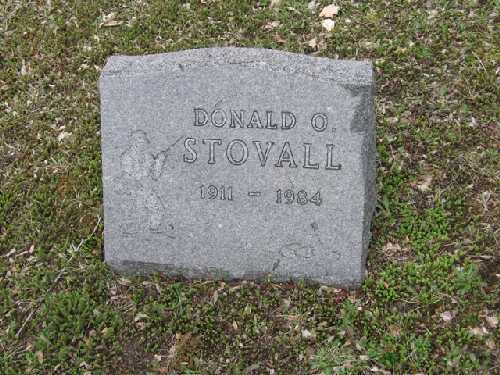 DONALD O.
STOVALL
1911 - 1984